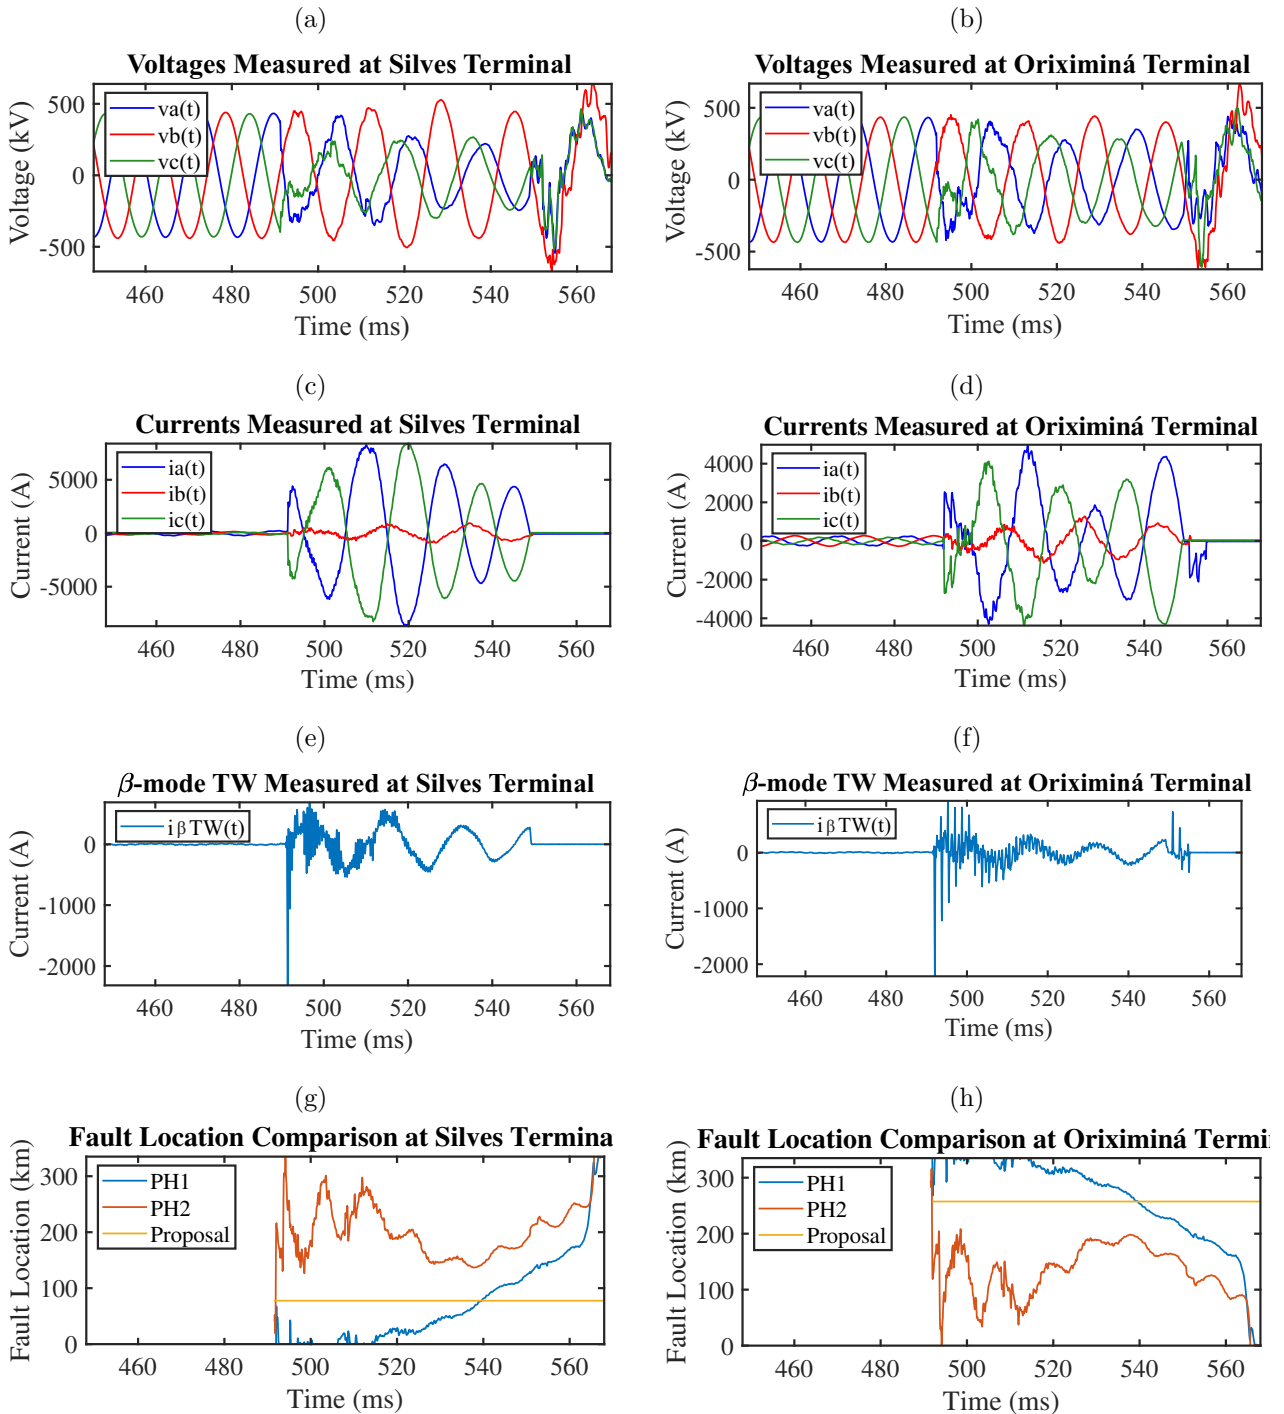 (a)
Voltages Measured at Silves Terminal
Voltage (kV)
500
0
-500
va(t)
vb(t)
vc(t)
460 480 500 520 540 560
Time (ms)
(b)
Voltages Measured at Oriximiná Terminal
Voltage (kV)
500
0
-500
va(t)
vb(t)
vc(t)
460 480 500 520 540 560
Time (ms)
(c)
Currents Measured at Silves Terminal
Current (A)
5000
0
-5000
ia(t)
ib(t)
ic(t)
460 480 500 520 540 560
Time (ms)
(d)
Currents Measured at Oriximiná Terminal
Current (A)
4000
2000
0
-2000
-4000
ia(t)
ib(t)
ic(t)
460 480 500 520 540 560
Time (ms)
(e)
β-mode TW Measured at Silves Terminal
Current (A)
0
-1000
-2000
iβTW(t)
460 480 500 520 540 560
Time (ms)
(f)
β-mode TW Measured at Oriximiná Terminal
Current (A)
0
-1000
-2000
iβTW(t)
460 480 500 520 540 560
Time (ms)
(g)
Fault Location Comparison at Silves Termina
Fault Location (km)
300
200
100
0
PH1
PH2
Proposal
460 480 500 520 540 560
Time (ms)
(h)
Fault Location Comparison at Oriximiná Termi
Fault Location (km)
300
200
100
0
PH1
PH2
Proposal
460 480 500 520 540 560
Time (ms)